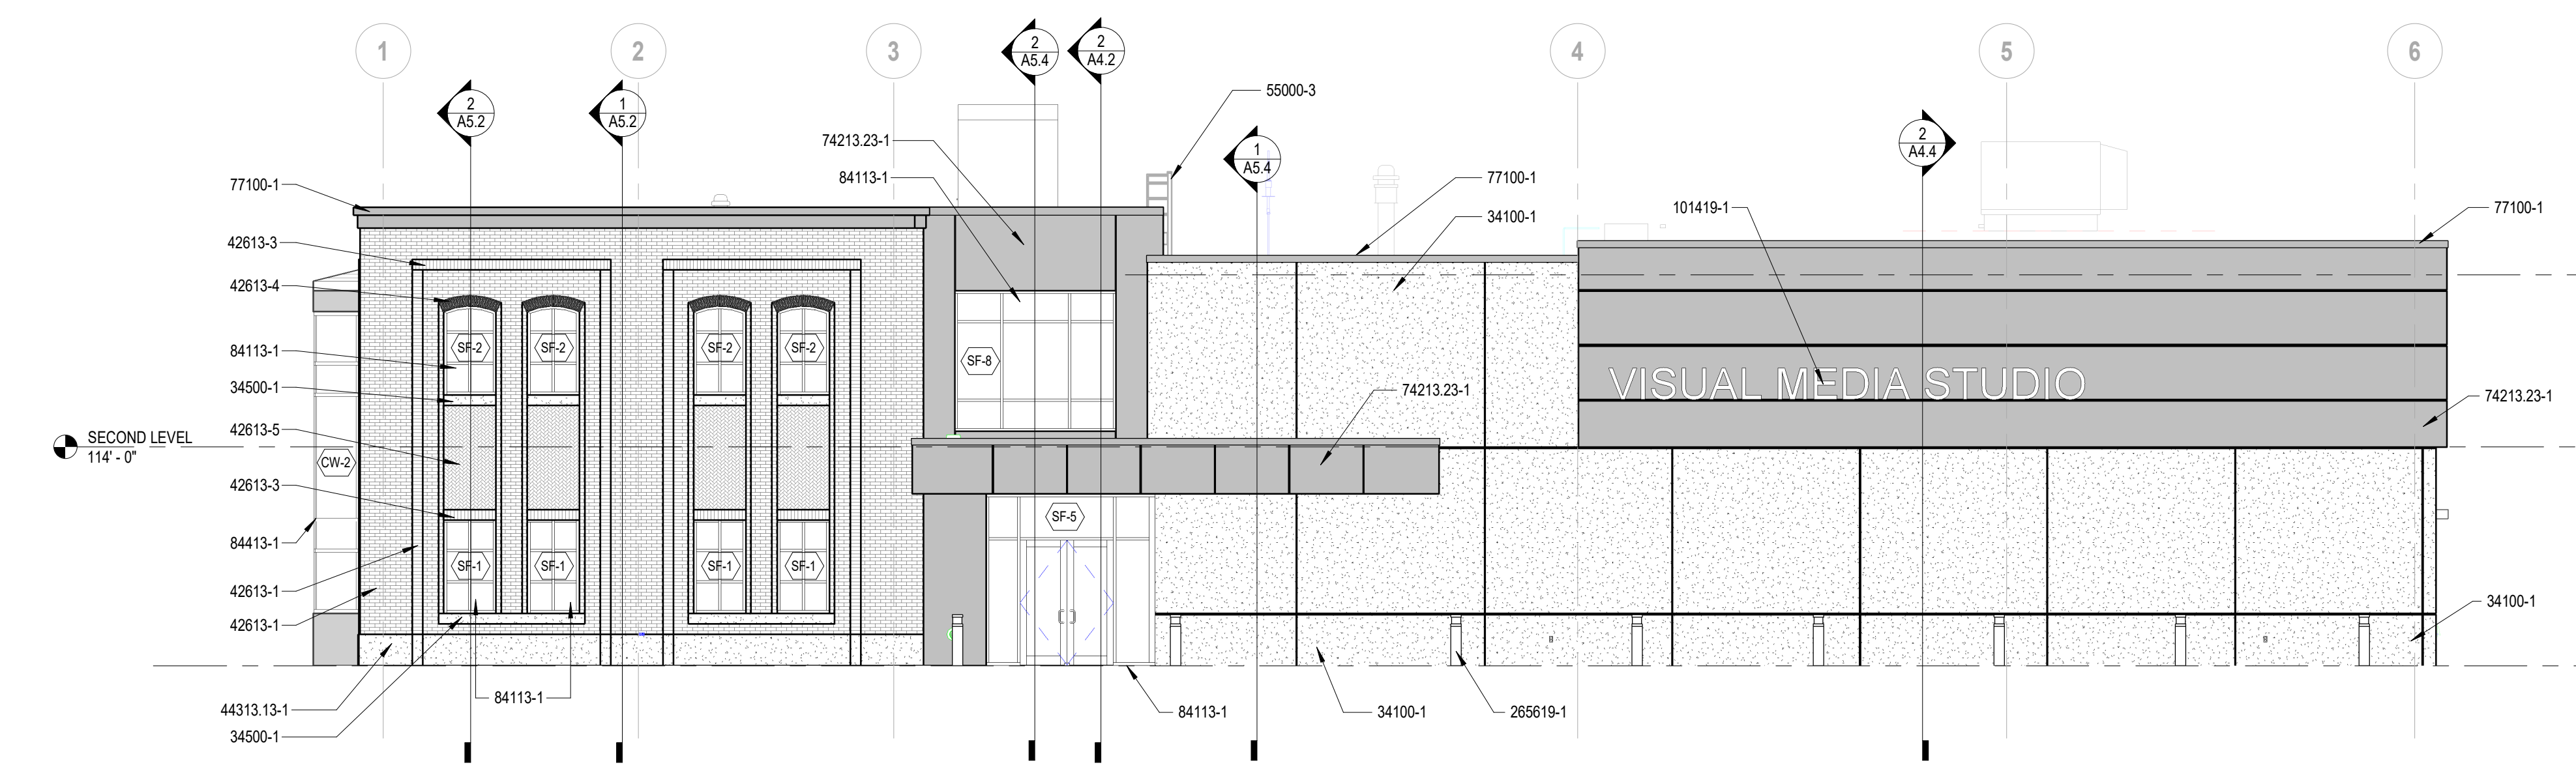 1
2
3
4
5
6
2
A5.4
2
A4.2
2
A5.2
1
A5.2
1
A5.4
2
A4.4
55000-3
74213.23-1
84113-1
77100-1
77100-1
34100-1
101419-1
77100-1
42613-3
42613-4
84113-1
34500-1
42613-5
42613-3
84413-1
42613-1
42613-1
44313.13-1
34500-1
SECOND LEVEL
114' - 0"
CW-2
SF-2
SF-2
SF-2
SF-2
SF-1
SF-1
SF-1
SF-1
SF-8
SF-5
VISUAL MEDIA STUDIO
74213.23-1
74213.23-1
34100-1
84113-1
84113-1
34100-1
265619-1